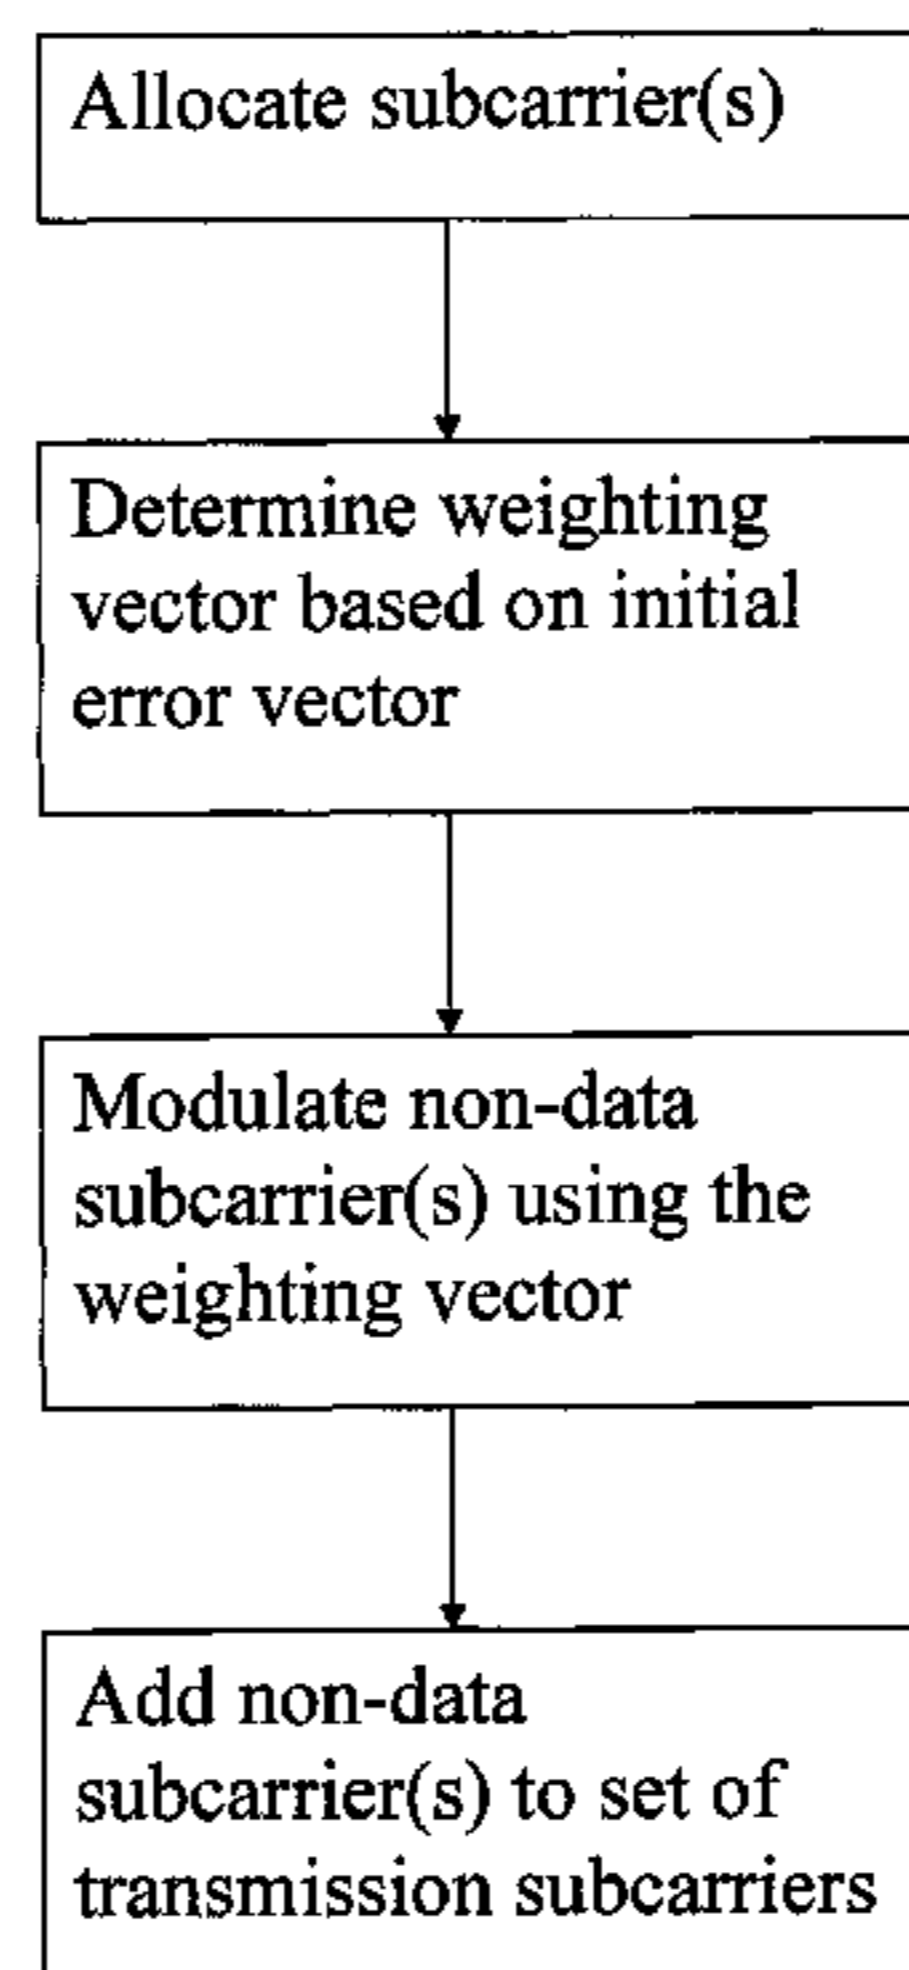 Allocate subcarrier(s)
Determine weighting
vector based on initial
error vector
Modulate non-data
subcarrier(s) using the
weighting vector
Add non-data
subcarrier(s) to set of
transmission subcarriers